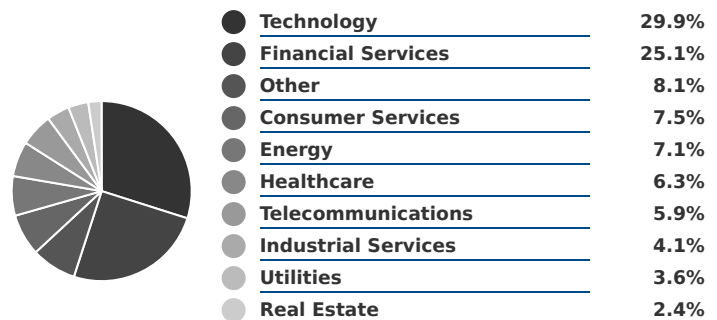 Technology 29.9%
Financial Services 25.1%
Other 8.1%
Consumer Services 7.5%
Energy 7.1%
Healthcare 6.3%
Telecommunications 5.9%
Industrial Services 4.1%
Utilities 3.6%
Real Estate 2.4%